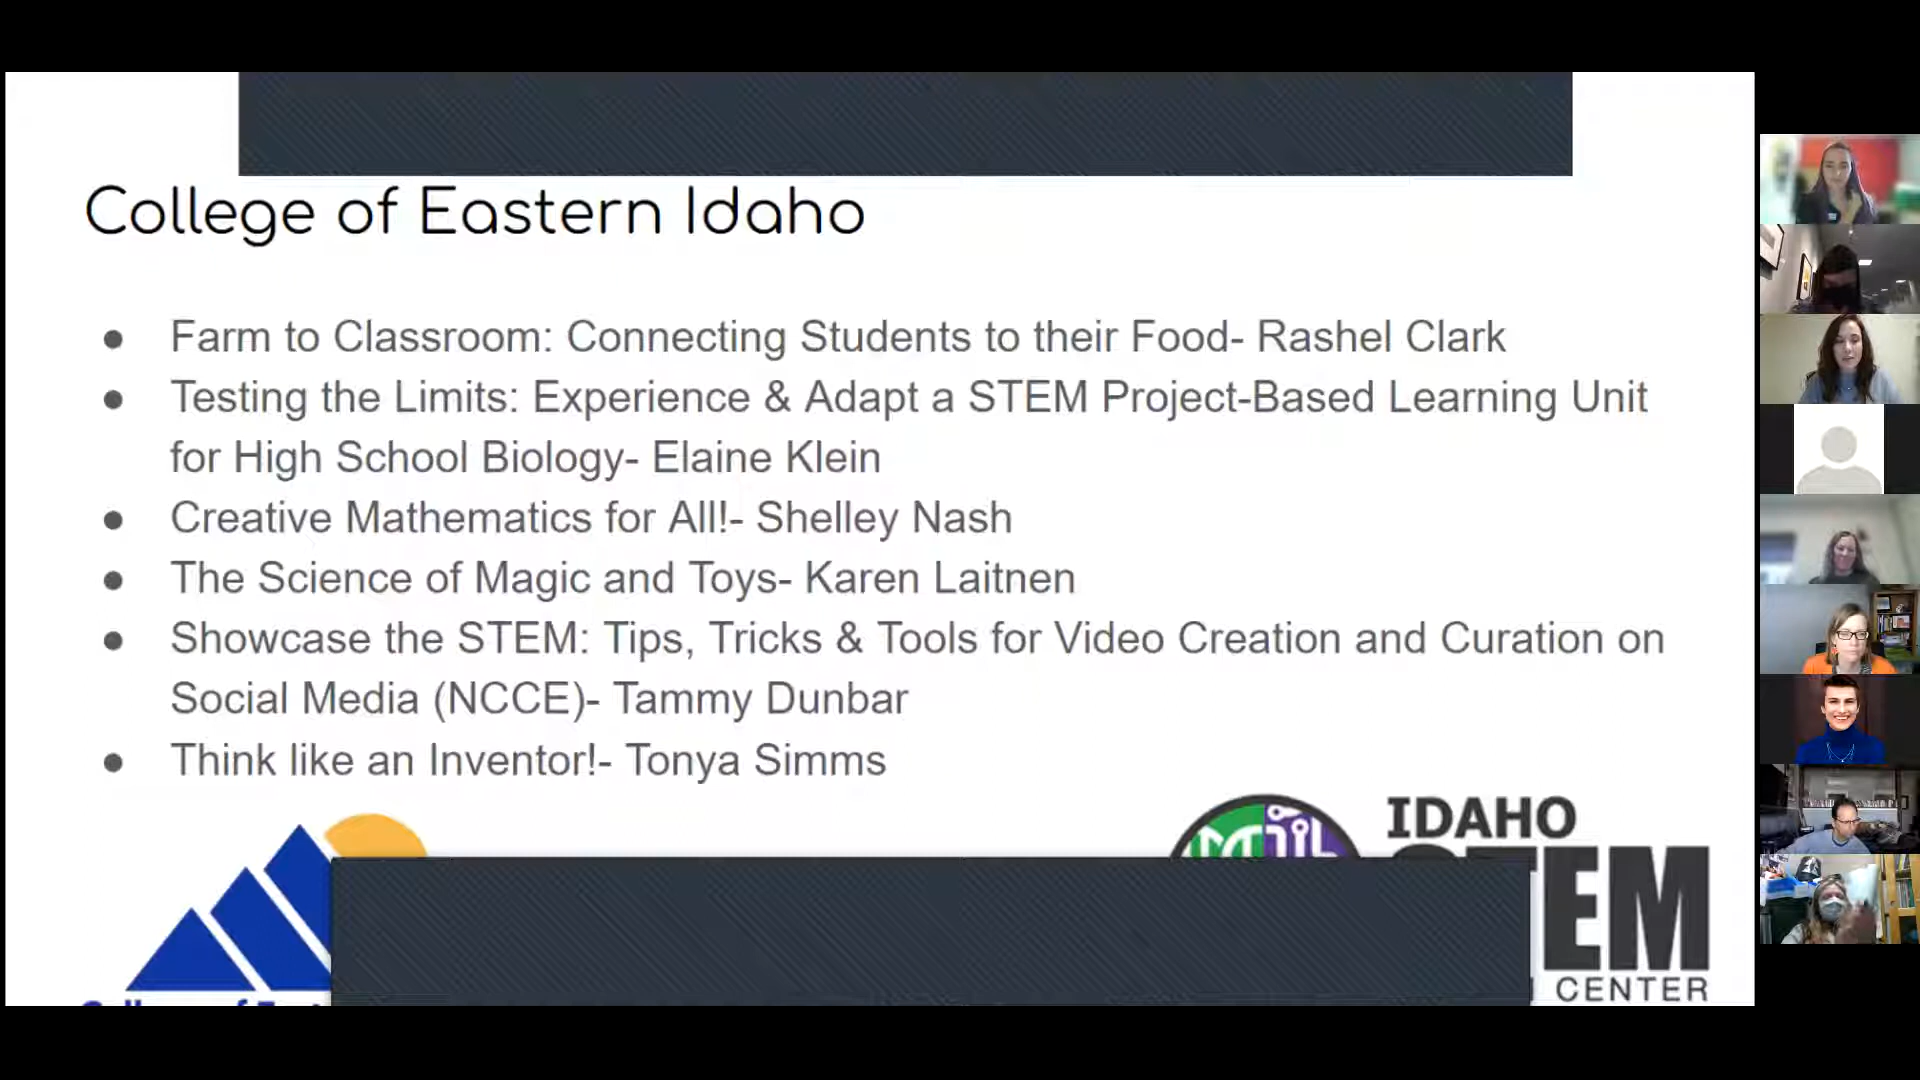 College of Eastern Idaho
● Farm to Classroom: Connecting Students to their Food- Rashel Clark
● Testing the Limits: Experience & Adapt a STEM Project-Based Learning Unit
for High School Biology- Elaine Klein
● Creative Mathematics for All!- Shelley Nash
● The Science of Magic and Toys- Karen Laitnen
● Showcase the STEM: Tips, Tricks & Tools for Video Creation and Curation on
Social Media (NCCE)- Tammy Dunbar
● Think like an Inventor!- Tonya Simms
IDAHO
STEM
CENTER
College of